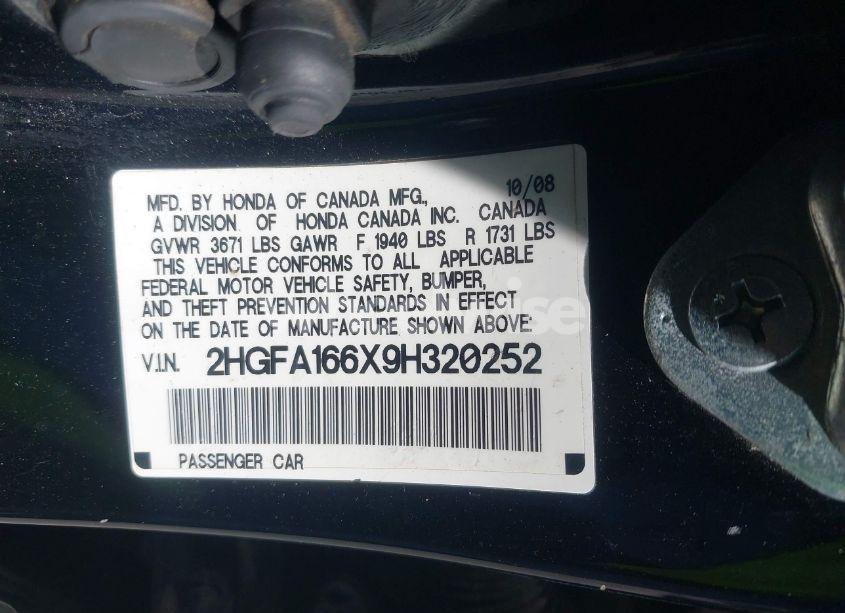 MFD. BY HONDA OF CANADA MFG., 10/08
A DIVISION OF HONDA CANADA INC. CANADA
GVWR 3671 LBS GAWR F 1940 LBS R 1731 LBS
THIS VEHICLE CONFORMS TO ALL APPLICABLE
FEDERAL MOTOR VEHICLE SAFETY, BUMPER,
AND THEFT PREVENTION STANDARDS IN EFFECT
ON THE DATE OF MANUFACTURE SHOWN ABOVE:
V.I.N. 2HGFA166X9H320252
PASSENGER CAR